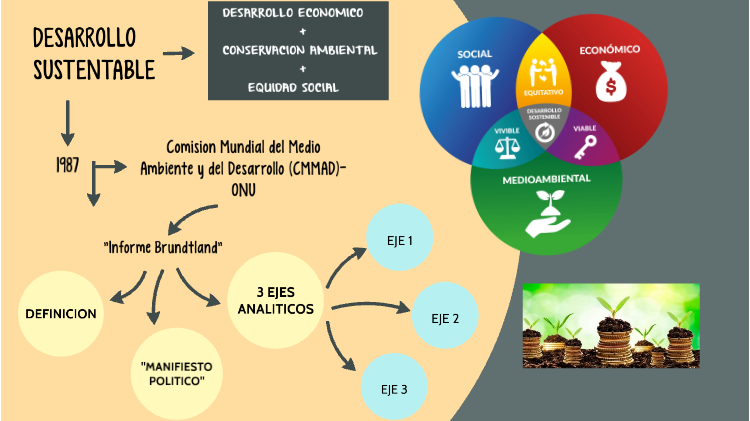 DESARROLLO
SUSTENTABLE
DESARROLLO ECONOMICO
+
CONSERVACION AMBIENTAL
+
EQUIDAD SOCIAL
1987
Comision Mundial del Medio
Ambiente y del Desarrollo (CMMAD)-
ONU
"Informe Brundtland"
DEFINICION
"MANIFIESTO
POLITICO"
3 EJES
ANALITICOS
EJE 1
EJE 2
EJE 3
SOCIAL
ECONÓMICO
EQUITATIVO
DESARROLLO
SOSTENIBLE
VIVIBLE
VIABLE
MEDIOAMBIENTAL